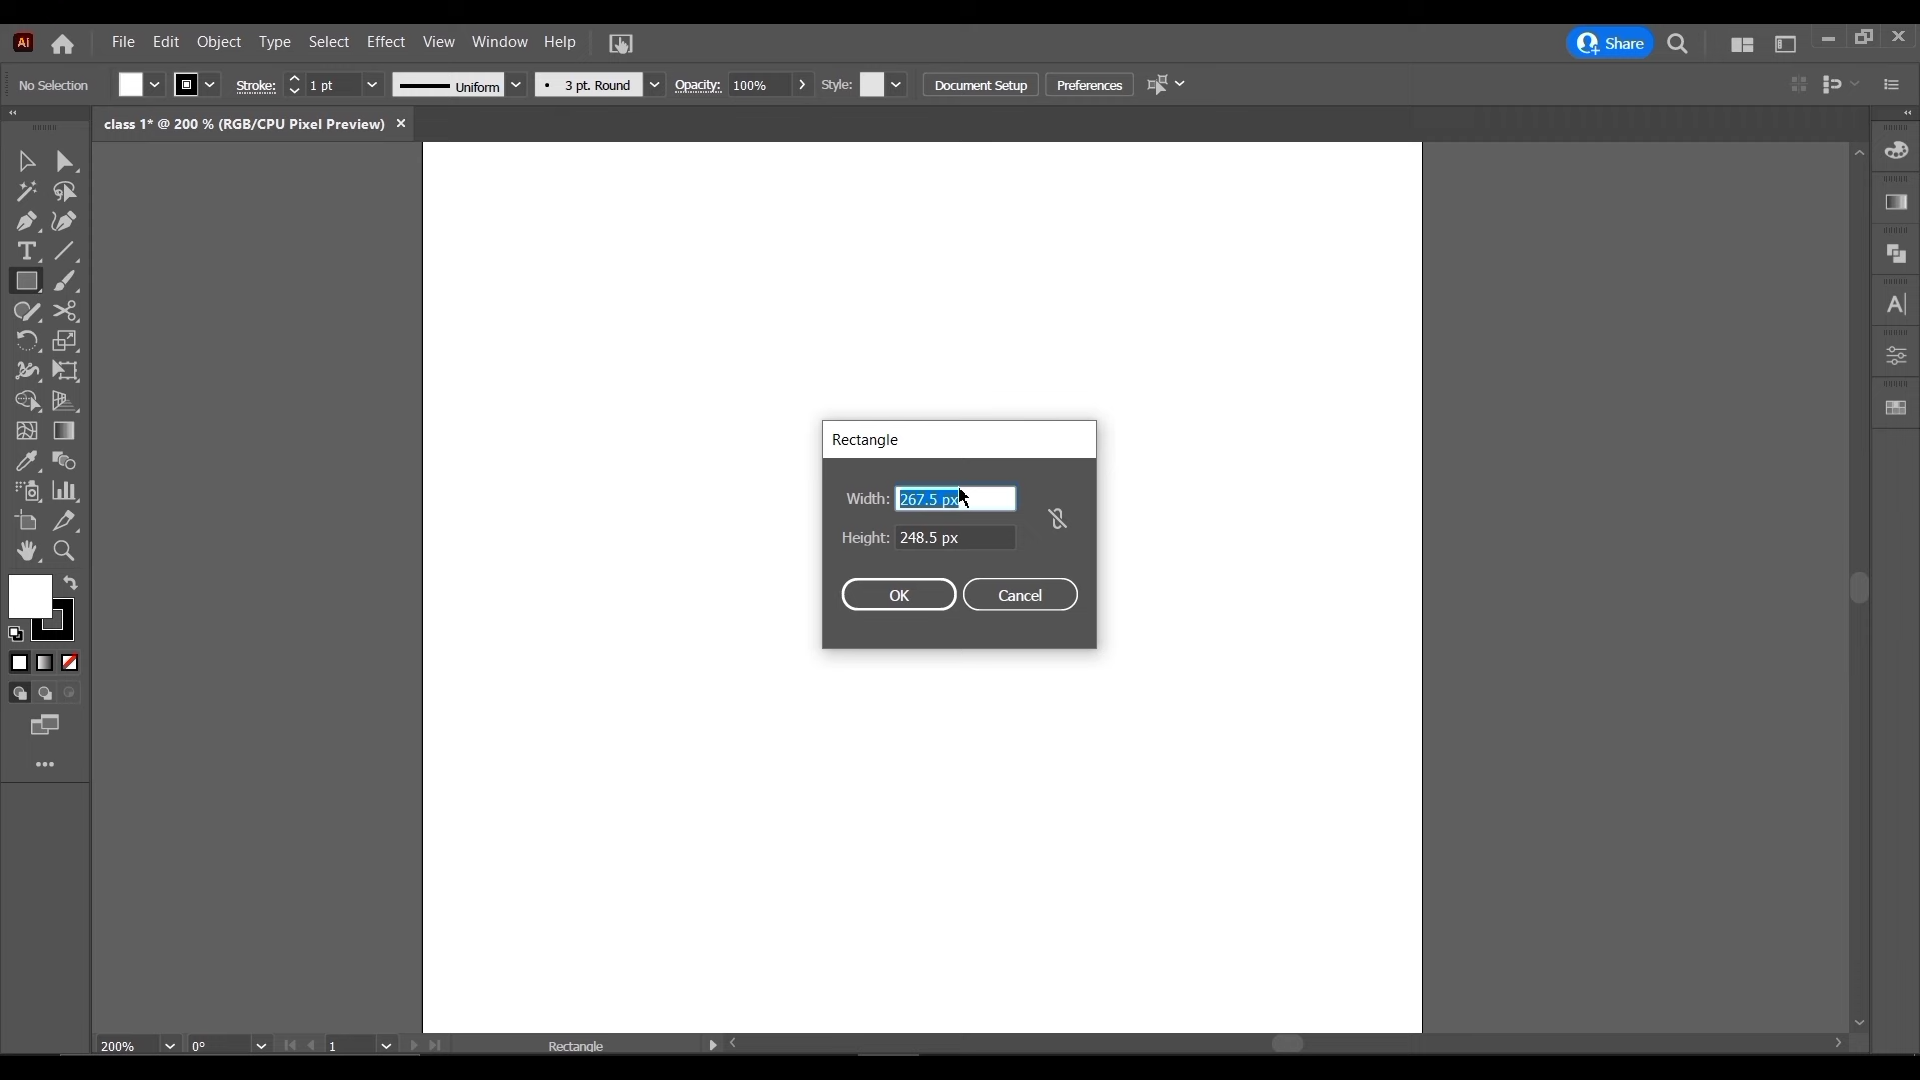 Ai File Edit Object Type Select Effect View Window Help Share
No Selection Stroke: 1 pt Uniform 3 pt. Round Opacity: 100% Style: Document Setup Preferences
class 1* @ 200 % (RGB/CPU Pixel Preview) ×
Rectangle
Width: 267.5 px
Height: 248.5 px
OK Cancel
200% 0° 1 Rectangle